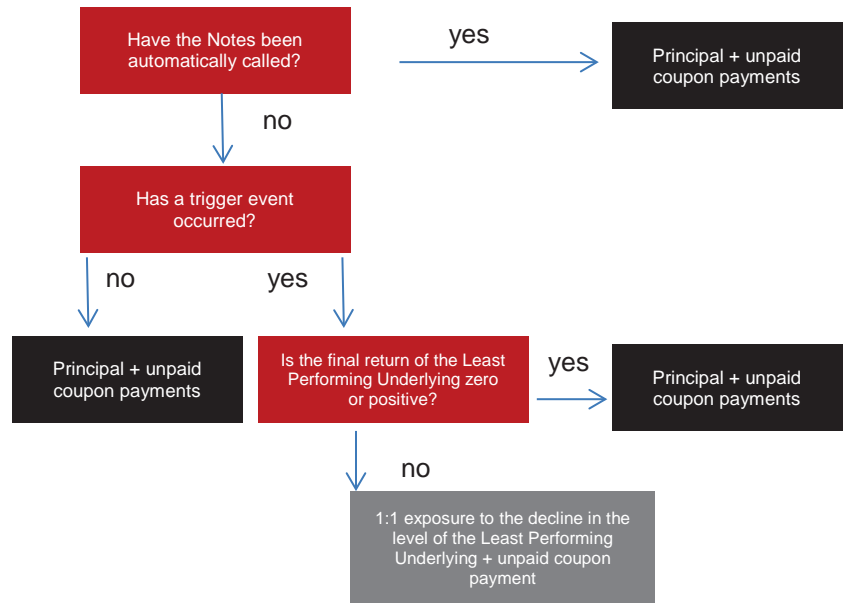 Have the Notes been
automatically called?
yes
Principal + unpaid
coupon payments
no
Has a trigger event
occurred?
no
yes
Principal + unpaid
coupon payments
Is the final return of the Least
Performing Underlying zero
or positive?
yes
Principal + unpaid
coupon payments
no
1:1 exposure to the decline in the
level of the Least Performing
Underlying + unpaid coupon
payment